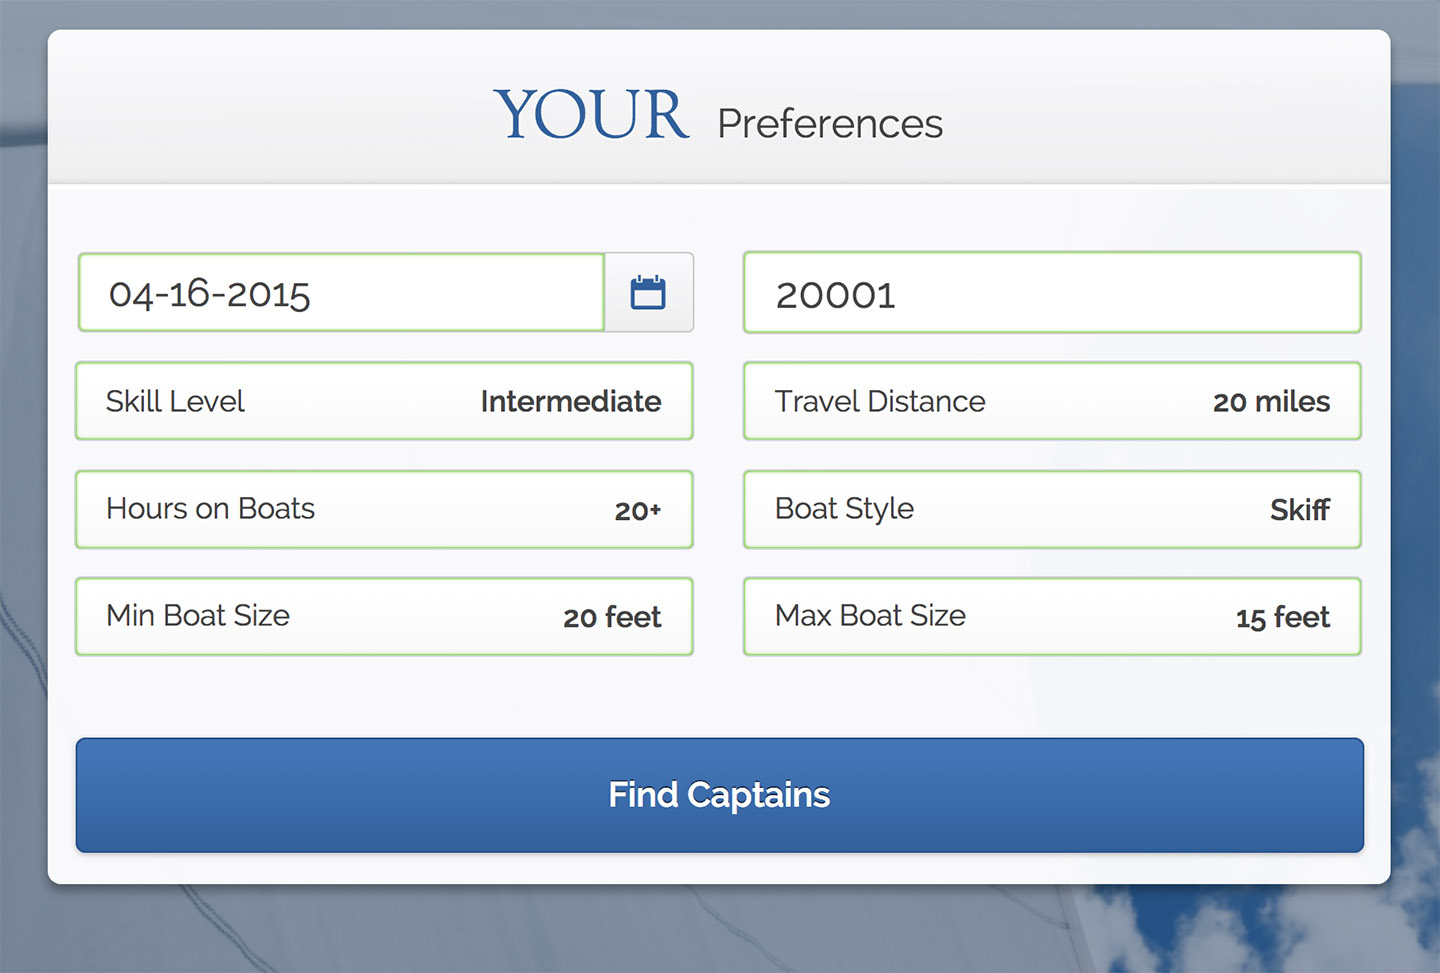 YOUR Preferences
04-16-2015
20001
Skill Level Intermediate
Travel Distance 20 miles
Hours on Boats 20+
Boat Style Skiff
Min Boat Size 20 feet
Max Boat Size 15 feet
Find Captains